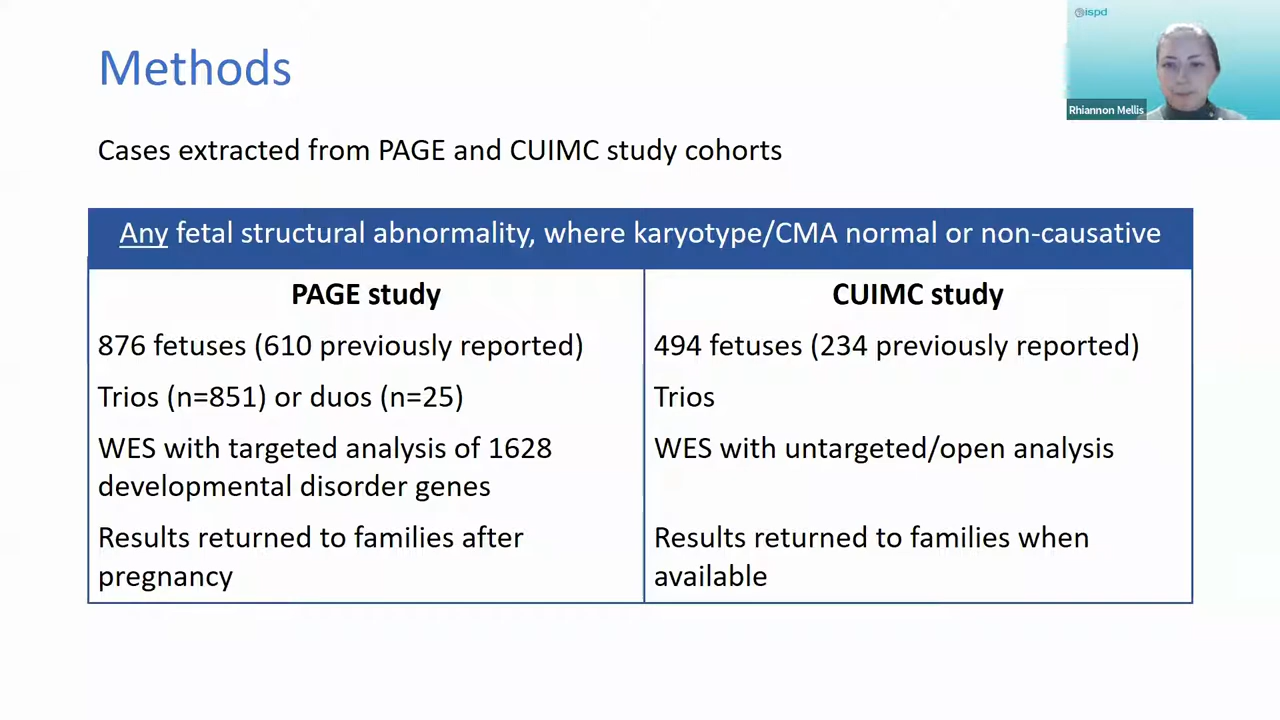 ispd
Rhiannon Mellis
Methods
Cases extracted from PAGE and CUIMC study cohorts
Any fetal structural abnormality, where karyotype/CMA normal or non-causative
PAGE study
876 fetuses (610 previously reported)
Trios (n=851) or duos (n=25)
WES with targeted analysis of 1628
developmental disorder genes
Results returned to families after
pregnancy
CUIMC study
494 fetuses (234 previously reported)
Trios
WES with untargeted/open analysis
Results returned to families when
available